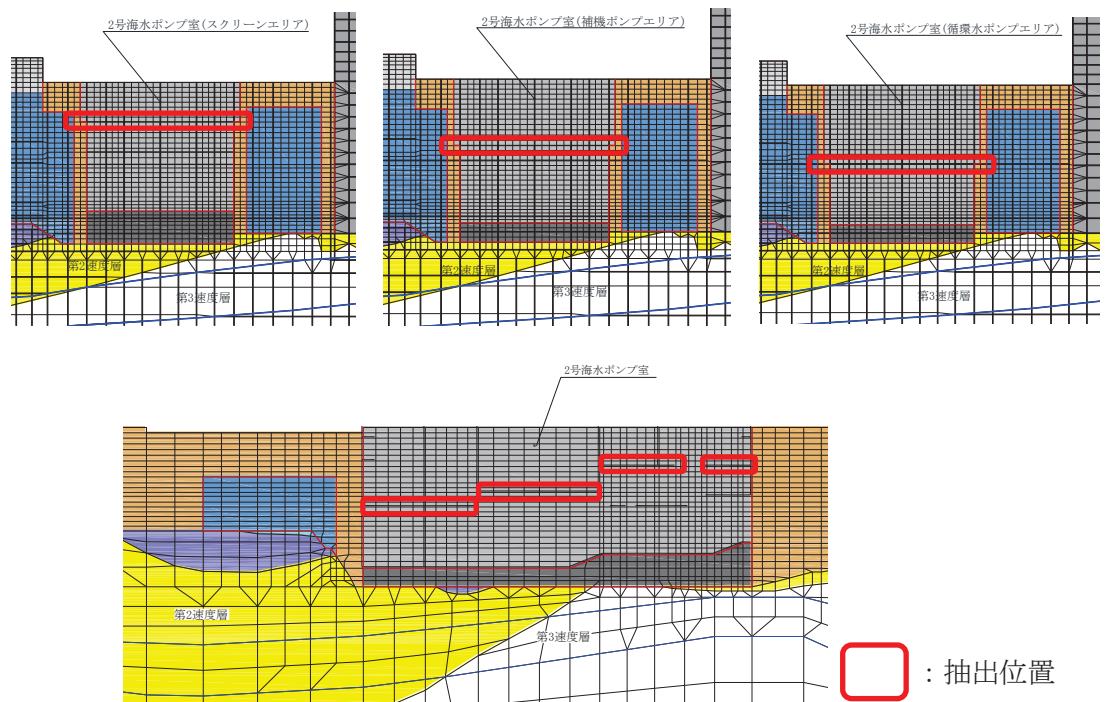 2号海水ポンプ室(スクリーンエリア)
2号海水ポンプ室(補機ポンプエリア)
2号海水ポンプ室(循環水ポンプエリア)
第2速度層
第3速度層
第2速度層
第3速度層
第2速度層
第3速度層
2号海水ポンプ室
第2速度層
第3速度層
：抽出位置